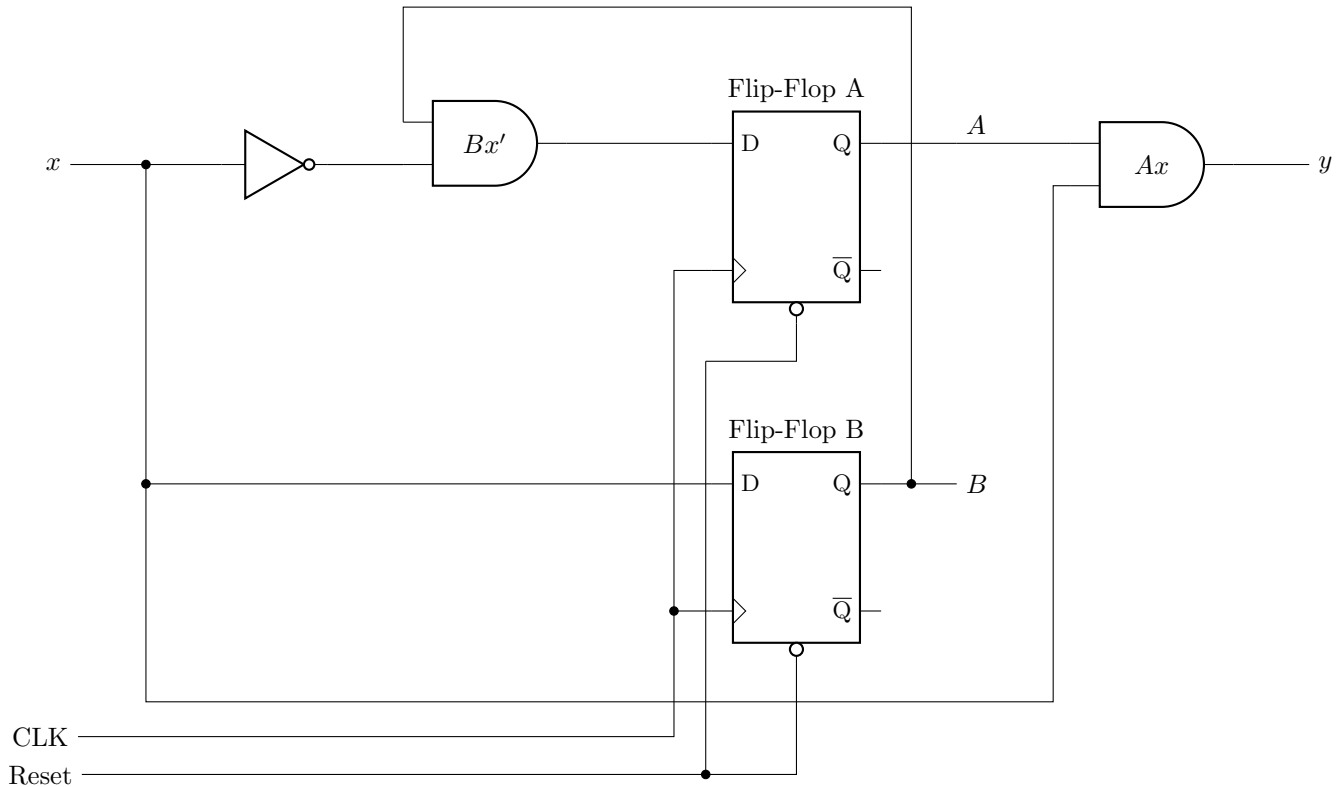 Flip-Flop A
x
Bx′
D
Q
A
Ax
y
Q̅
Flip-Flop B
D
Q
B
Q̅
CLK
Reset